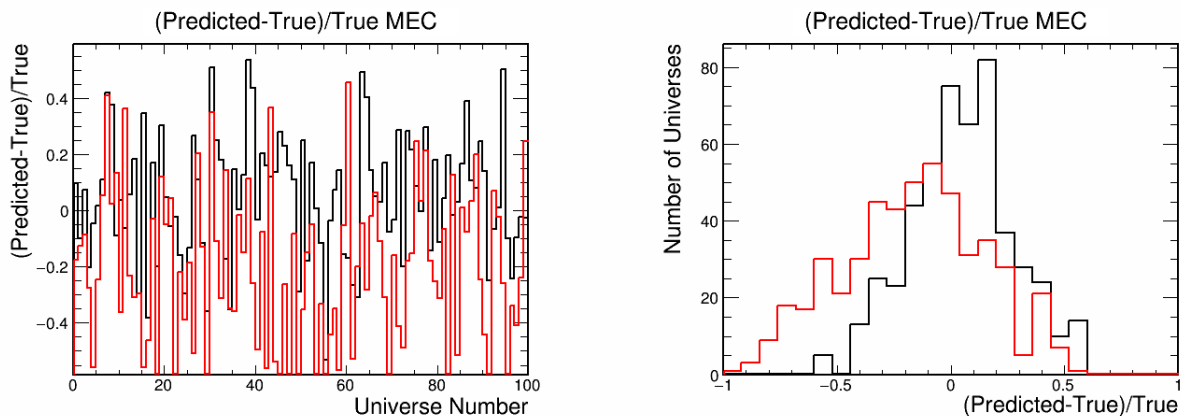 (Predicted-True)/True MEC
(Predicted-True)/True
0.4
0.2
0
−0.2
−0.4
0 20 40 60 80 100
Universe Number
(Predicted-True)/True MEC
Number of Universes
80
60
40
20
0
−1 −0.5 0 0.5 1
(Predicted-True)/True